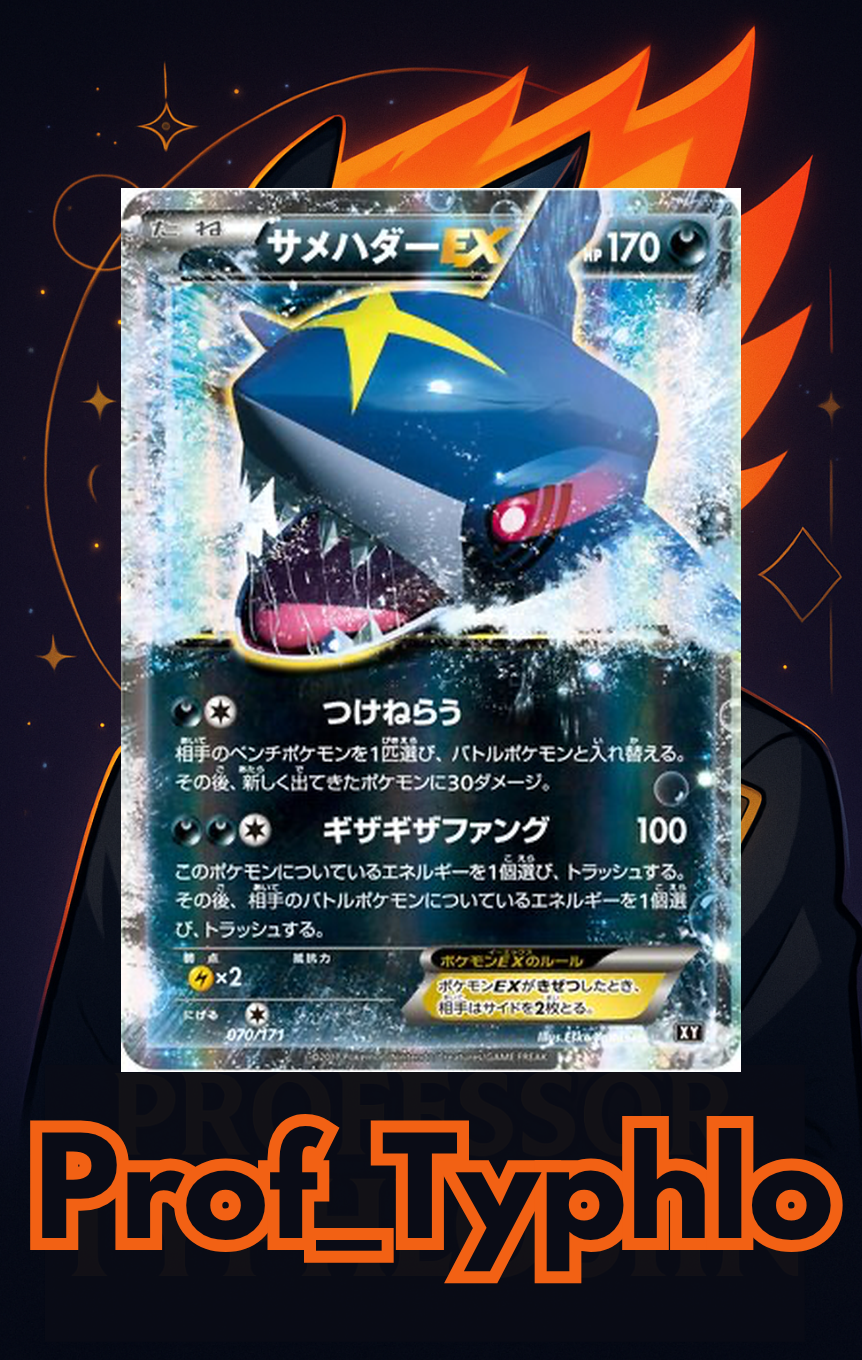 たね
サメハダーEX
HP170
つけねらう
相手のベンチポケモンを1匹選び、バトルポケモンと入れ替える。
その後、新しく出てきたポケモンに30ダメージ。
ギザギザファング 100
このポケモンについているエネルギーを1個選び、トラッシュする。
その後、相手のバトルポケモンについているエネルギーを1個選
び、トラッシュする。
弱点 抵抗力
×2
ポケモンEXのルール
ポケモンEXがきぜつしたとき、
相手はサイドを2枚とる。
にげる
070/171
Illus.
XY
Pokémon/Nintendo/Creatures/GAME FREAK
PROFESSOR
Prof_Typhlo